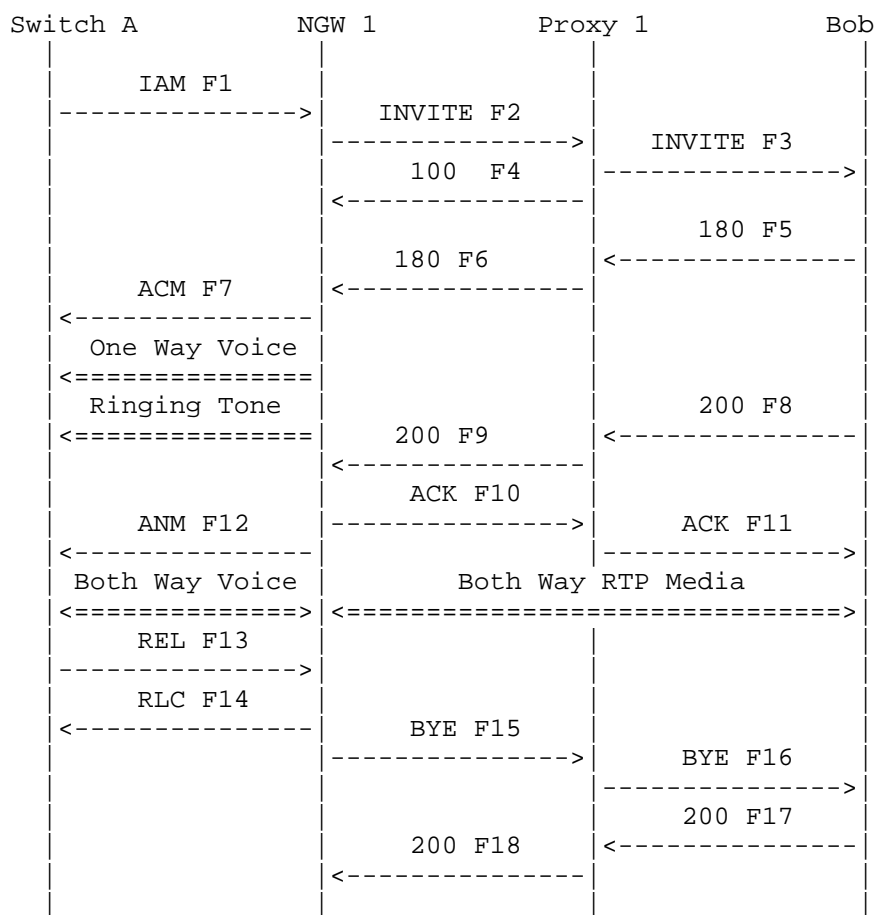 Switch A NGW 1 Proxy 1 Bob
IAM F1
INVITE F2
INVITE F3
100 F4
180 F5
180 F6
ACM F7
One Way Voice
Ringing Tone 200 F8
200 F9
ACK F10
ANM F12 ACK F11
Both Way Voice Both Way RTP Media
REL F13
RLC F14
BYE F15
BYE F16
200 F17
200 F18